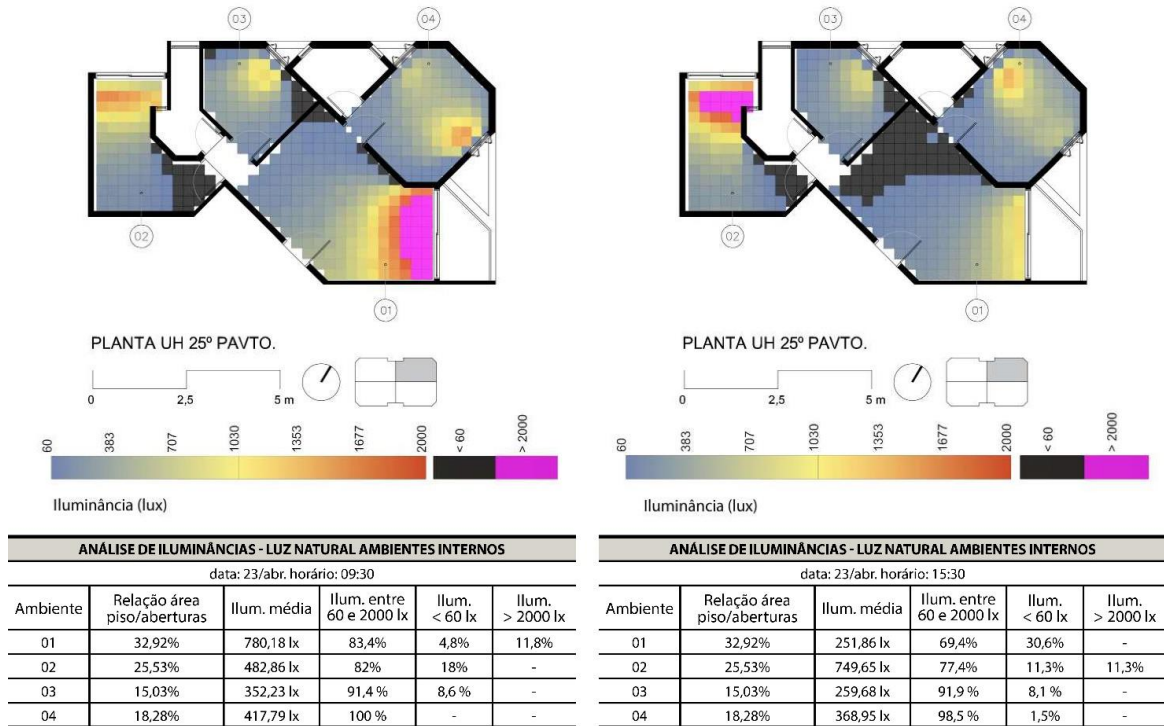 03
04
02
01
PLANTA UH 25º PAVTO.
0 2,5 5 m
60 383 707 1030 1353 1677 2000 < 60 > 2000
Iluminância (lux)
ANÁLISE DE ILUMINÂNCIAS - LUZ NATURAL AMBIENTES INTERNOS
data: 23/abr. horário: 09:30
Ambiente Relação área piso/aberturas Ilum. média Ilum. entre 60 e 2000 lx Ilum. < 60 lx Ilum. > 2000 lx
01 32,92% 780,18 lx 83,4% 4,8% 11,8%
02 25,53% 482,86 lx 82% 18% -
03 15,03% 352,23 lx 91,4 % 8,6 % -
04 18,28% 417,79 lx 100 % - -
03
04
02
01
PLANTA UH 25º PAVTO.
0 2,5 5 m
60 383 707 1030 1353 1677 2000 < 60 > 2000
Iluminância (lux)
ANÁLISE DE ILUMINÂNCIAS - LUZ NATURAL AMBIENTES INTERNOS
data: 23/abr. horário: 15:30
Ambiente Relação área piso/aberturas Ilum. média Ilum. entre 60 e 2000 lx Ilum. < 60 lx Ilum. > 2000 lx
01 32,92% 251,86 lx 69,4% 30,6% -
02 25,53% 749,65 lx 77,4% 11,3% 11,3%
03 15,03% 259,68 lx 91,9 % 8,1 % -
04 18,28% 368,95 lx 98,5 % 1,5% -